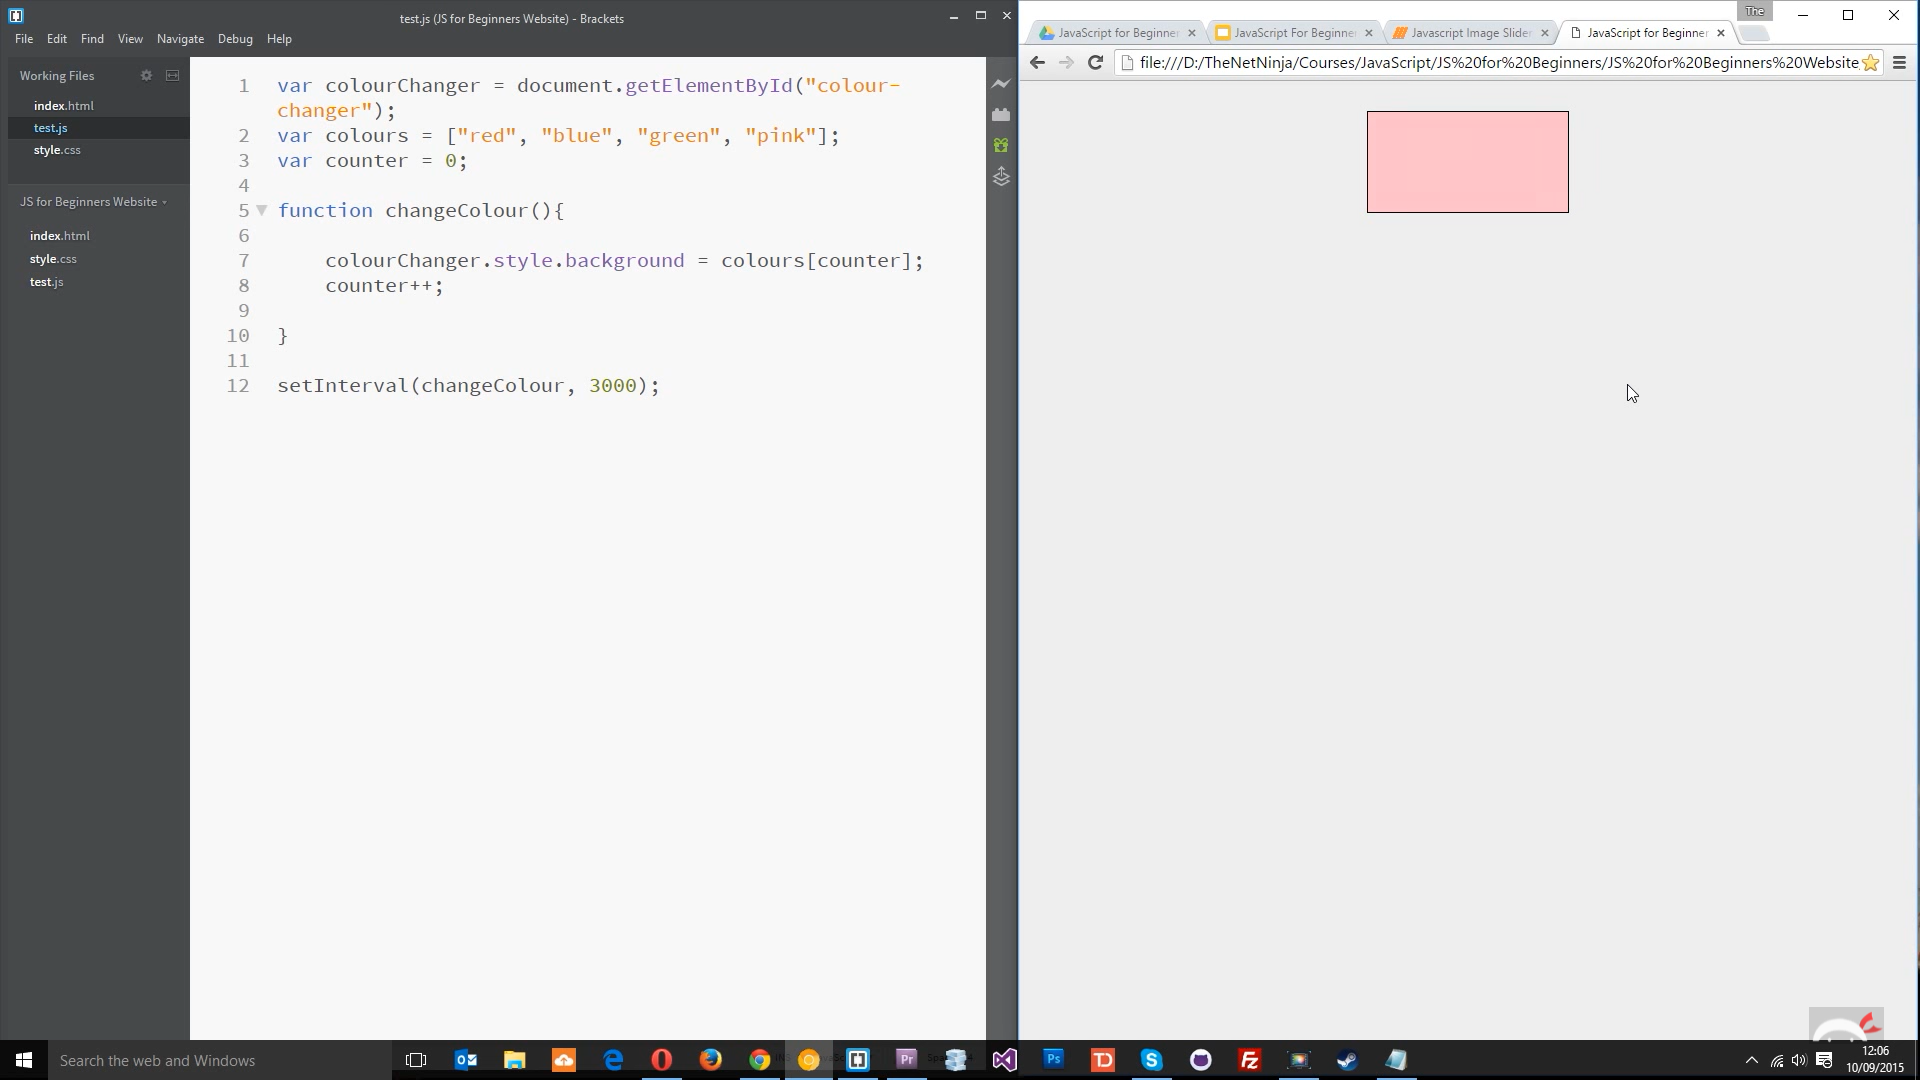 test.js (JS for Beginners Website) - Brackets
File Edit Find View Navigate Debug Help
Working Files
index.html
test.js
style.css
JS for Beginners Website
index.html
style.css
test.js
1 var colourChanger = document.getElementById("colour-
changer");
2 var colours = ["red", "blue", "green", "pink"];
3 var counter = 0;
4
5 function changeColour(){
6
7 colourChanger.style.background = colours[counter];
8 counter++;
9
10 }
11
12 setInterval(changeColour, 3000);
The
JavaScript for Beginner
JavaScript For Beginne
Javascript Image Slider
JavaScript for Beginner
file:///D:/TheNetNinja/Courses/JavaScript/JS%20for%20Beginners/JS%20for%20Beginners%20Website
Search the web and Windows
Pr
Ps
TD
Fz
12:06
10/09/2015